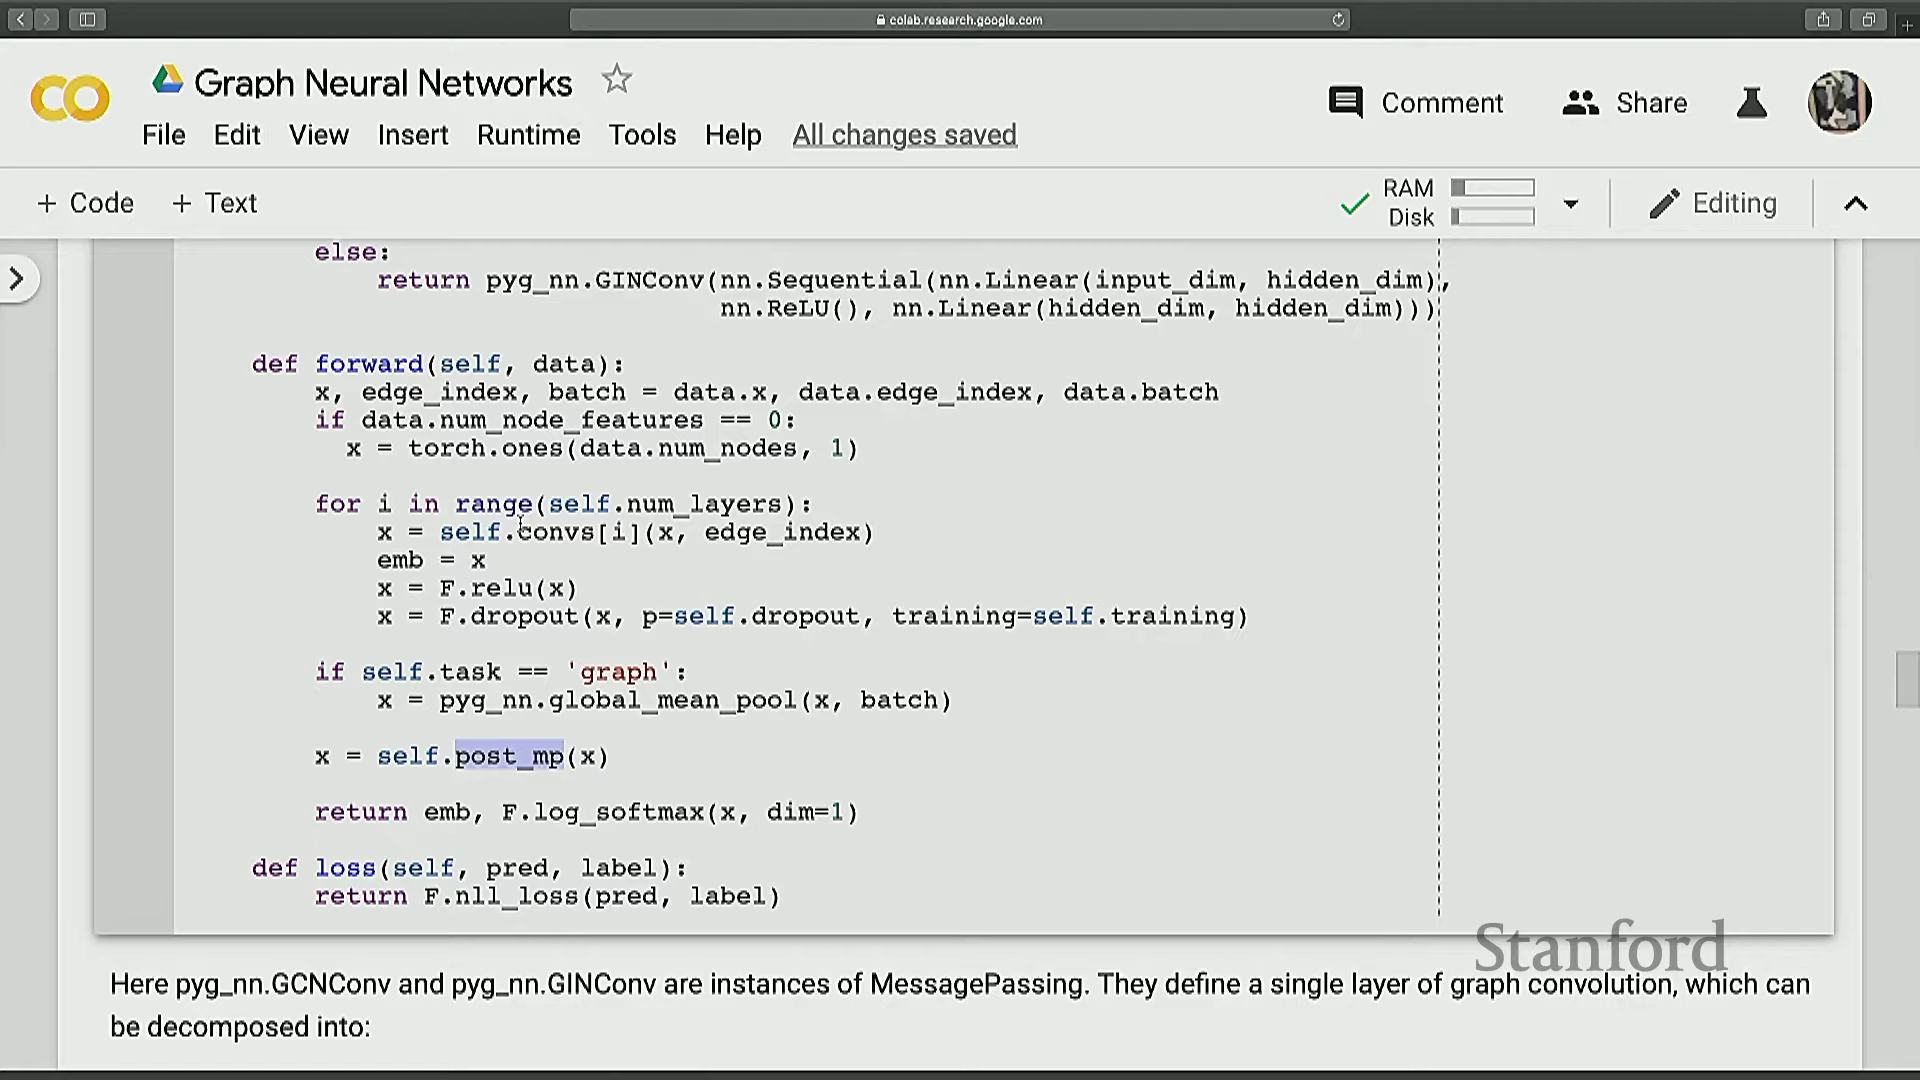 colab.research.google.com
CO
Graph Neural Networks
Comment
Share
File Edit View Insert Runtime Tools Help All changes saved
+ Code + Text
RAM
Disk
Editing
else:
return pyg_nn.GINConv(nn.Sequential(nn.Linear(input_dim, hidden_dim),
nn.ReLU(), nn.Linear(hidden_dim, hidden_dim)))
def forward(self, data):
x, edge_index, batch = data.x, data.edge_index, data.batch
if data.num_node_features == 0:
x = torch.ones(data.num_nodes, 1)
for i in range(self.num_layers):
x = self.convs[i](x, edge_index)
emb = x
x = F.relu(x)
x = F.dropout(x, p=self.dropout, training=self.training)
if self.task == 'graph':
x = pyg_nn.global_mean_pool(x, batch)
x = self.post_mp(x)
return emb, F.log_softmax(x, dim=1)
def loss(self, pred, label):
return F.nll_loss(pred, label)
Stanford
Here pyg_nn.GCNConv and pyg_nn.GINConv are instances of MessagePassing. They define a single layer of graph convolution, which can
be decomposed into: